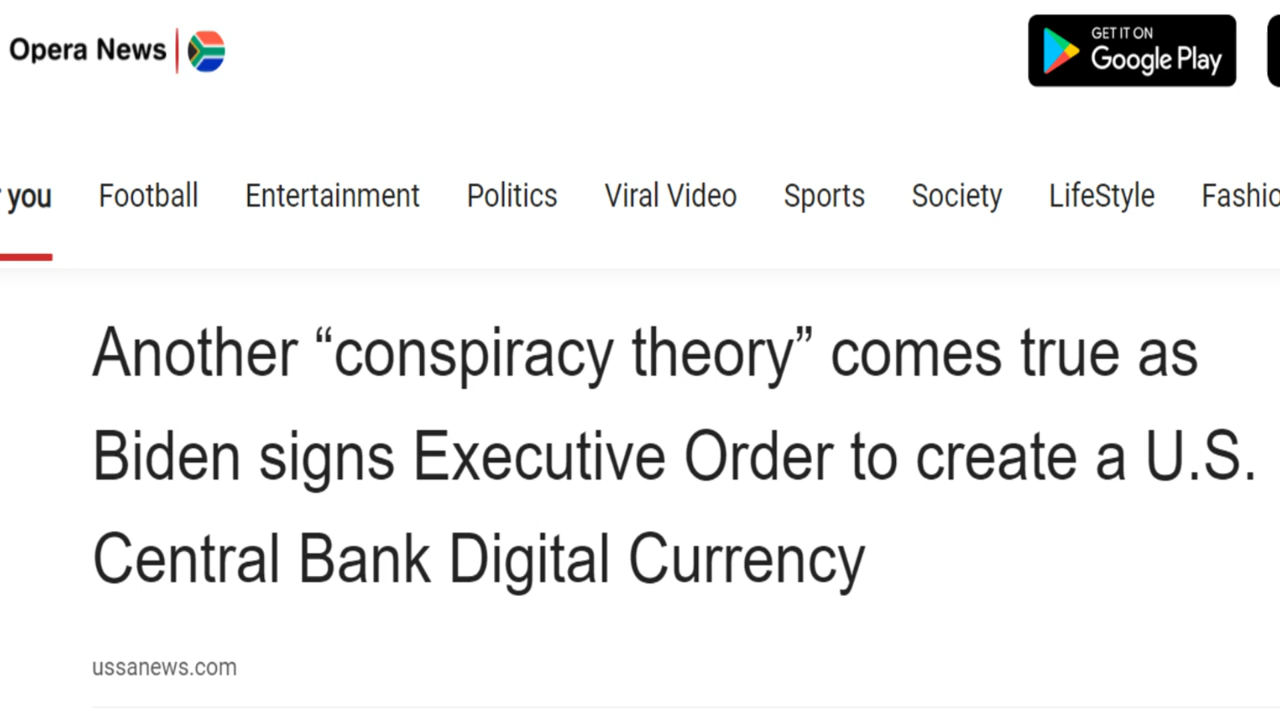 Opera News
GET IT ON
Google Play
you Football Entertainment Politics Viral Video Sports Society LifeStyle Fashio
Another “conspiracy theory” comes true as
Biden signs Executive Order to create a U.S.
Central Bank Digital Currency
ussanews.com